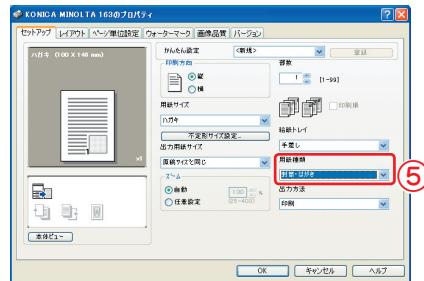 KONICA MINOLTA 163のプロパティ
セットアップ レイアウト ページ単位設定 ウォーターマーク 画像品質 バージョン
ハガキ (100 X 148 mm)
x1
本体ビュー
かんたん設定 <新規> 登録
印刷方向
縦
横
用紙サイズ
ハガキ
不定形サイズ設定...
出力用紙サイズ
原稿サイズと同じ
ズーム
自動
任意設定
100 %
(25-400)
部数
1 [1-99]
印刷順
給紙トレイ
手差し
用紙種類
封筒・はがき
⑤
出力方法
印刷
OK キャンセル ヘルプ